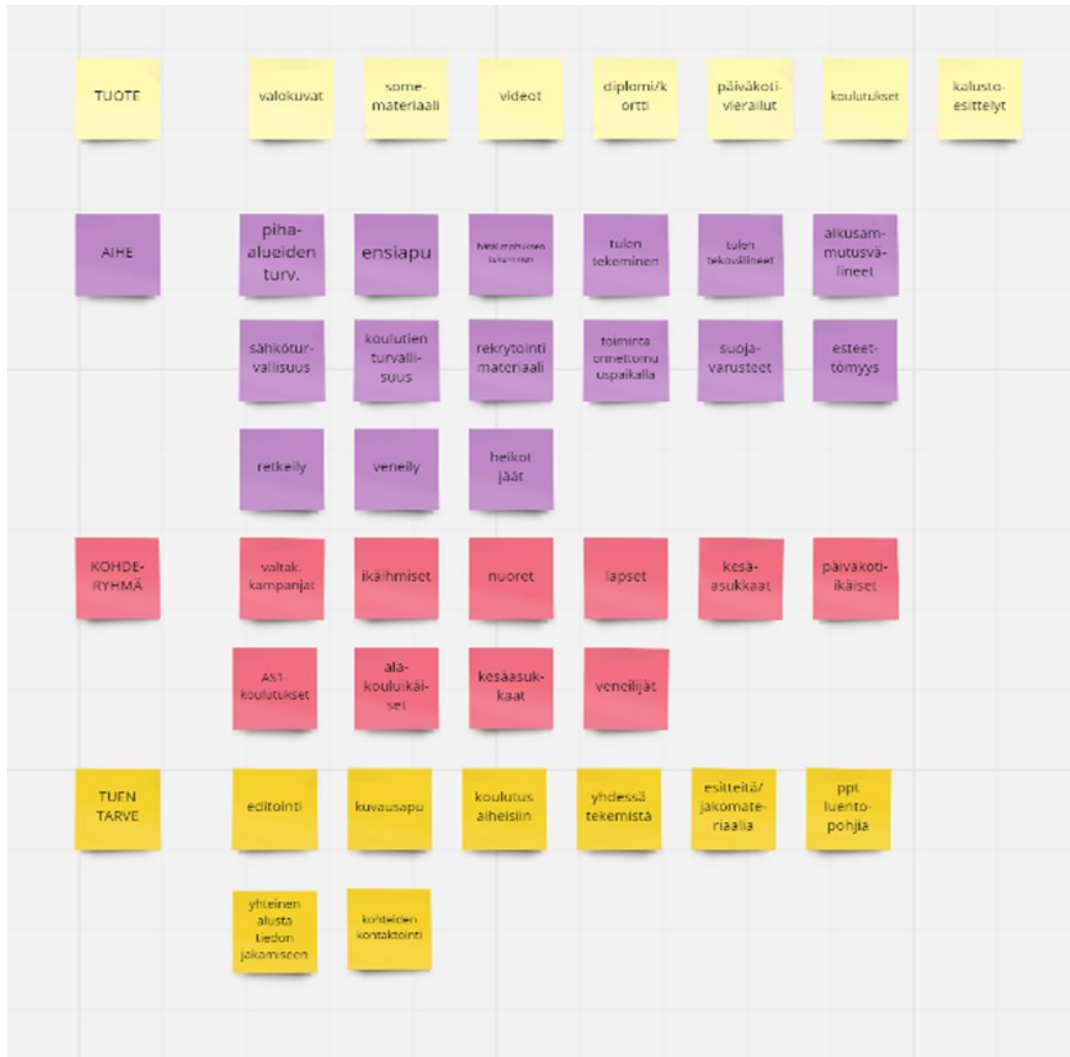 TUOTE
valokuvat
some-
materiaali
videot
diplomi/k
ortti
päiväkoti-
vierailut
koulutukset
kalusto-
esittelyt
AIHE
piha-
alueiden
turv.
ensiapu
hätäilmoituksen
tekeminen
tulen
tekeminen
tulen
tekovälineet
alkusam-
mutusvä-
lineet
sähkötur-
vallisuus
koulutien
turvalli-
suus
rekrytointi
materiaali
toiminta
onnettomu
uspaikalla
suoja-
varusteet
esteet-
tömyys
retkeily
veneily
heikot
jäät
KOHDE-
RYHMÄ
valtak.
kampanjat
ikäihmiset
nuoret
lapset
kesä-
asukkaat
päiväkoti-
ikäiset
AS1-
koulutukset
ala-
kouluikäi-
set
kesäasuk-
kaat
veneilijät
TUEN
TARVE
editointi
kuvausapu
koulutus
aiheisiin
yhdessä
tekemistä
esitteitä/
jakomate-
riaalia
ppt
luento-
pohjia
yhteinen
alusta
tiedon
jakamiseen
kohteiden
kontaktointi